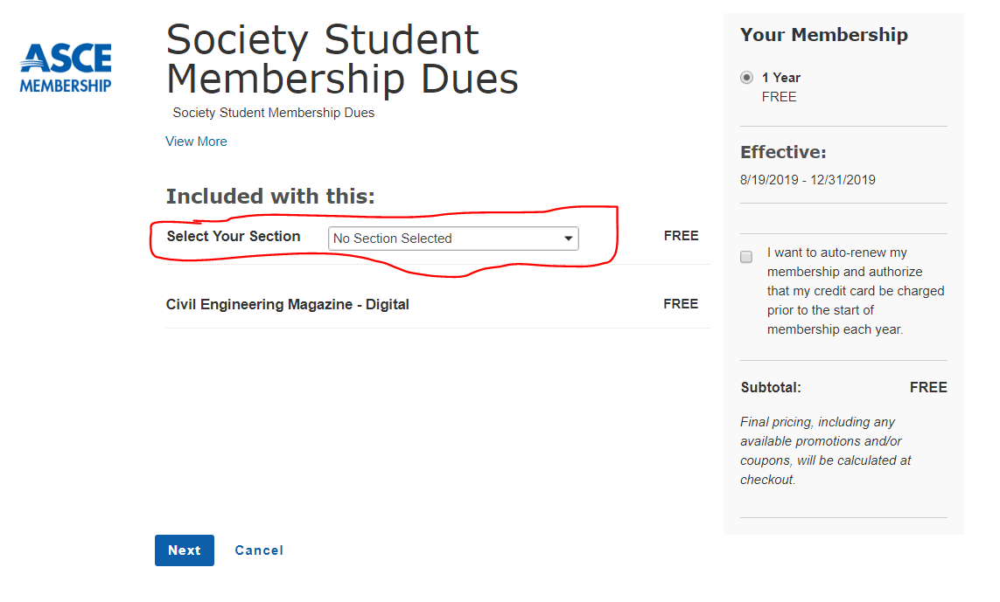 ASCE
MEMBERSHIP
Society Student
Membership Dues
Society Student Membership Dues
View More
Included with this:
Select Your Section
No Section Selected
FREE
Civil Engineering Magazine - Digital
FREE
Next
Cancel
Your Membership
1 Year
FREE
Effective:
8/19/2019 - 12/31/2019
I want to auto-renew my
membership and authorize
that my credit card be charged
prior to the start of
membership each year.
Subtotal:
FREE
Final pricing, including any
available promotions and/or
coupons, will be calculated at
checkout.